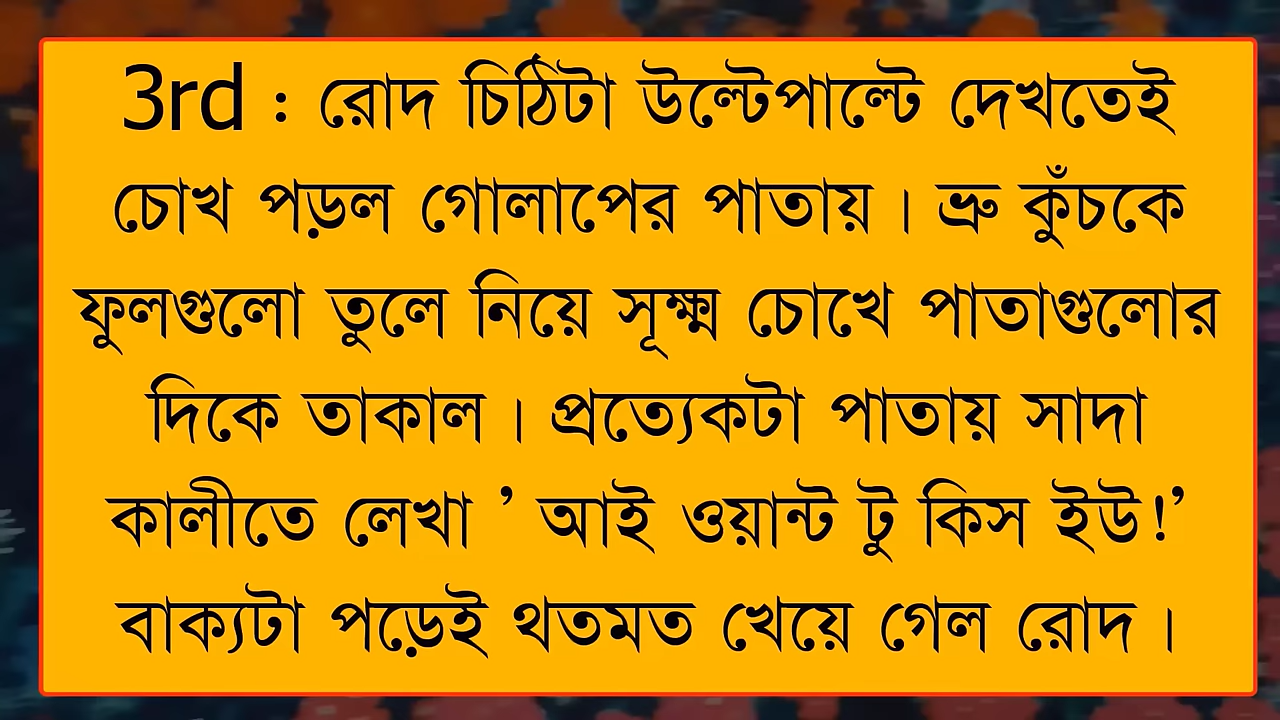 3rd : রোদ চিঠিটা উল্টেপাল্টে দেখতেই
চোখ পড়ল গোলাপের পাতায়। ভ্রু কুঁচকে
ফুলগুলো তুলে নিয়ে সূক্ষ্ম চোখে পাতাগুলোর
দিকে তাকাল। প্রত্যেকটা পাতায় সাদা
কালীতে লেখা ’ আই ওয়ান্ট টু কিস ইউ!’
বাক্যটা পড়েই থতমত খেয়ে গেল রোদ।